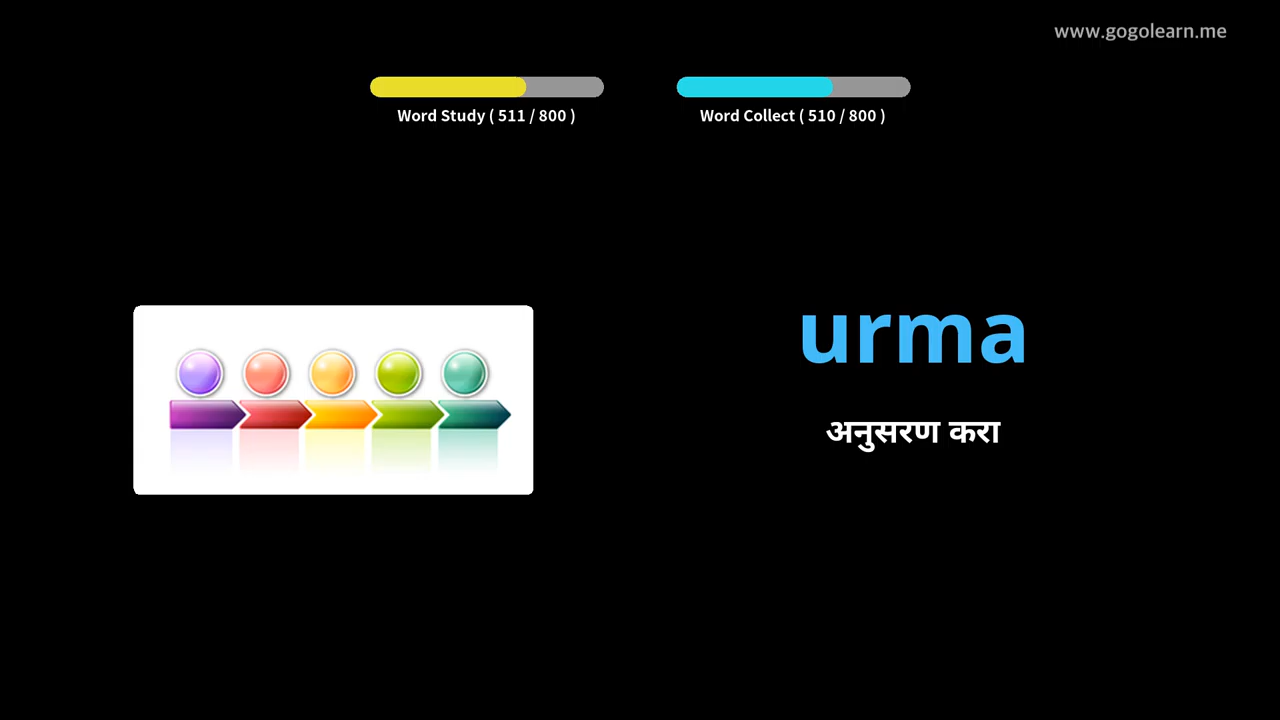 www.gogolearn.me
Word Study ( 511 / 800 )
Word Collect ( 510 / 800 )
urma
अनुसरण करा